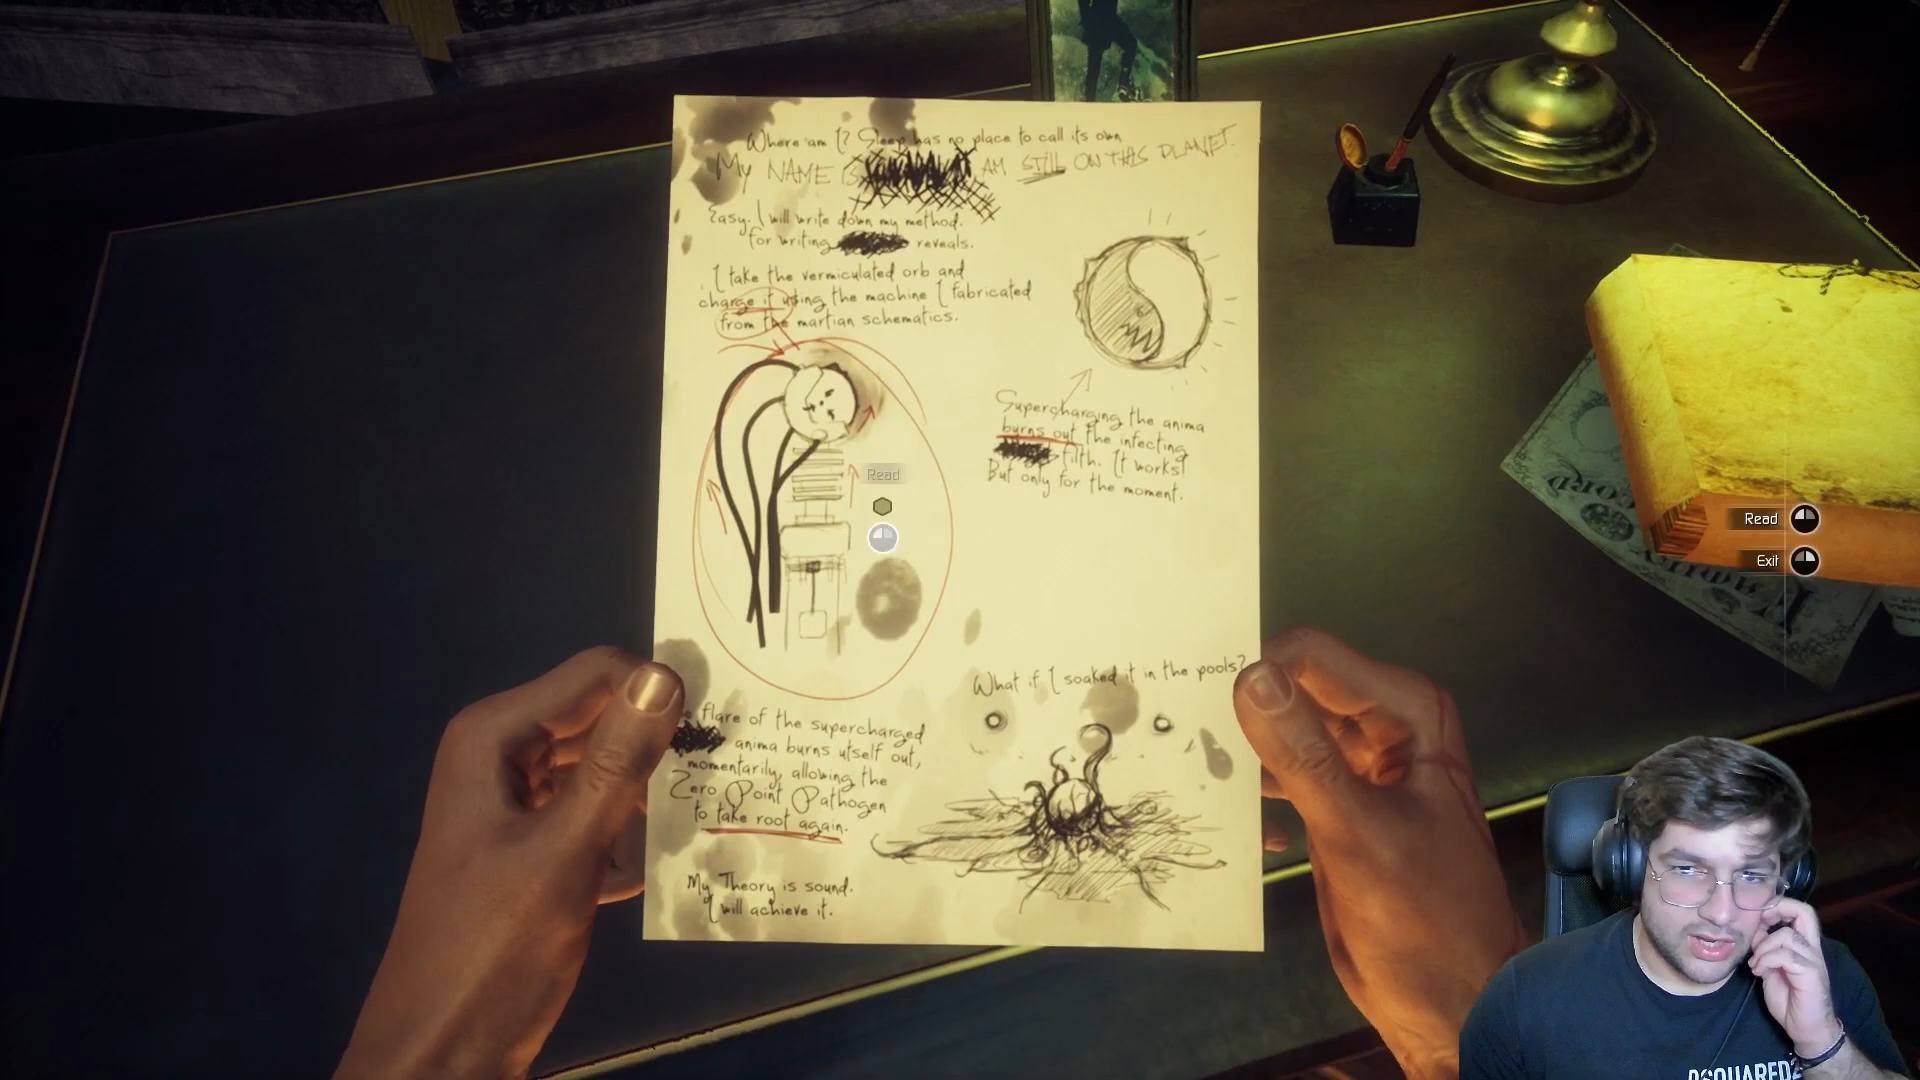 Where am I? Sleep has no place to call its own
My NAME IS AM STILL ON THIS PLANET.
Easy. I will write down my method.
for writing reveals.
I take the vermiculated orb and
charge it using the machine I fabricated
from the martian schematics.
Supercharging the anima
burns out the infecting
filth. It works!
But only for the moment.
Read
Read
Exit
What if I soaked it in the pools?
flare of the supercharged
anima burns utself out,
momentarily, allowing the
Zero Point Pathogen
to take root again.
My Theory is sound.
I will achieve it.
DSQUARED2